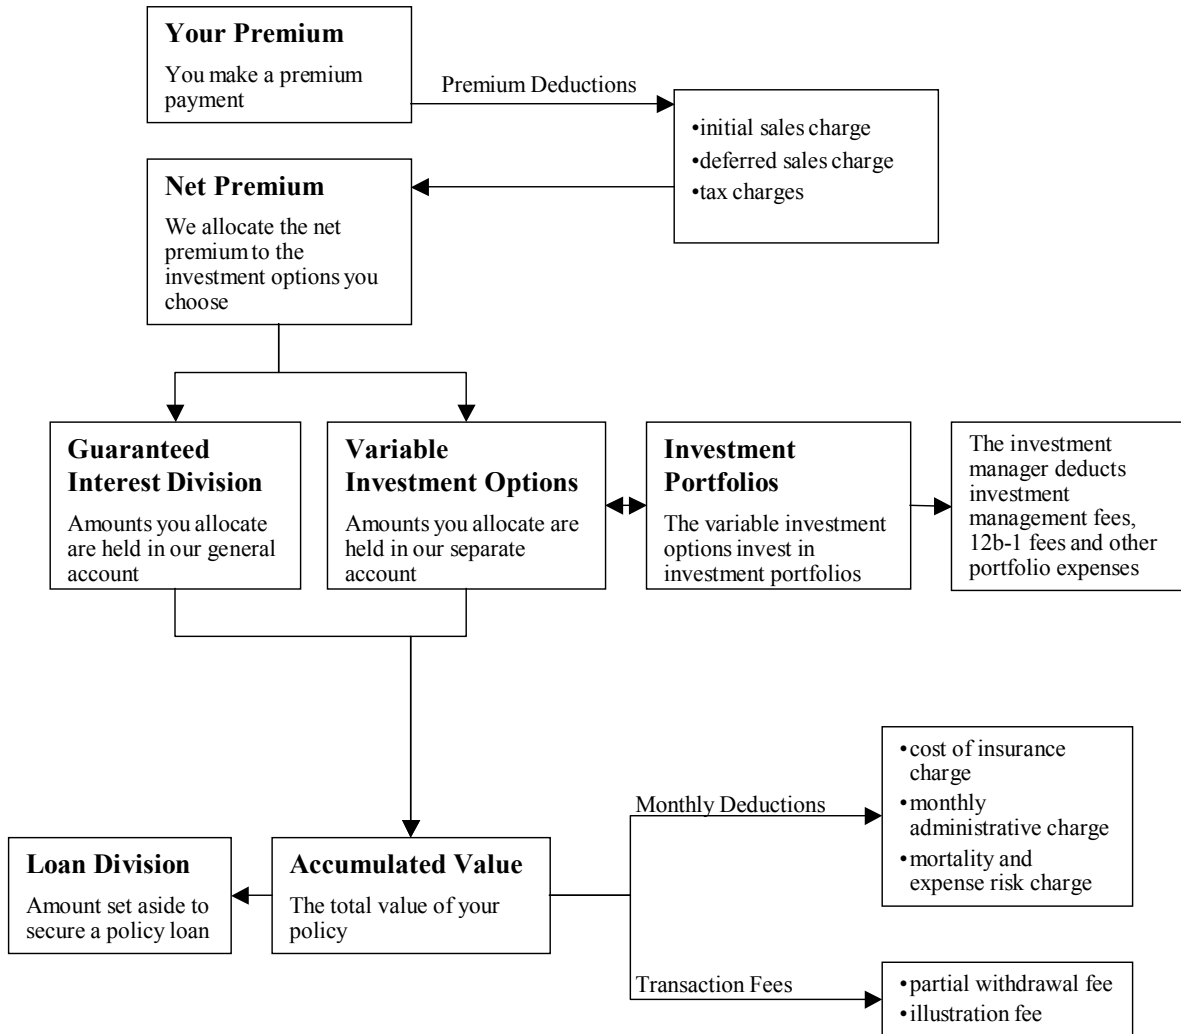 Your Premium
You make a premium
payment
Premium Deductions
•initial sales charge
•deferred sales charge
•tax charges
Net Premium
We allocate the net
premium to the
investment options you
choose
Guaranteed
Interest Division
Amounts you allocate
are held in our general
account
Variable
Investment Options
Amounts you allocate are
held in our separate
account
Investment
Portfolios
The variable investment
options invest in
investment portfolios
The investment
manager deducts
investment
management fees,
12b-1 fees and other
portfolio expenses
Monthly Deductions
•cost of insurance
charge
•monthly
administrative charge
•mortality and
expense risk charge
Loan Division
Amount set aside to
secure a policy loan
Accumulated Value
The total value of your
policy
Transaction Fees
•partial withdrawal fee
•illustration fee